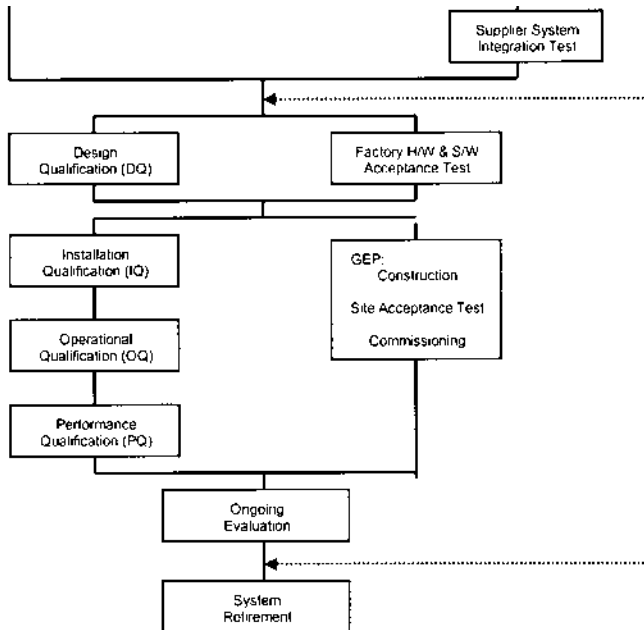 Supplier System
Integration Test
Design
Qualification (DQ)
Factory H/W & S/W
Acceptance Test
Installation
Qualification (IQ)
GEP:
Construction
Site Acceptance Test
Commissioning
Operational
Qualification (OQ)
Performance
Qualification (PQ)
Ongoing
Evaluation
System
Retirement